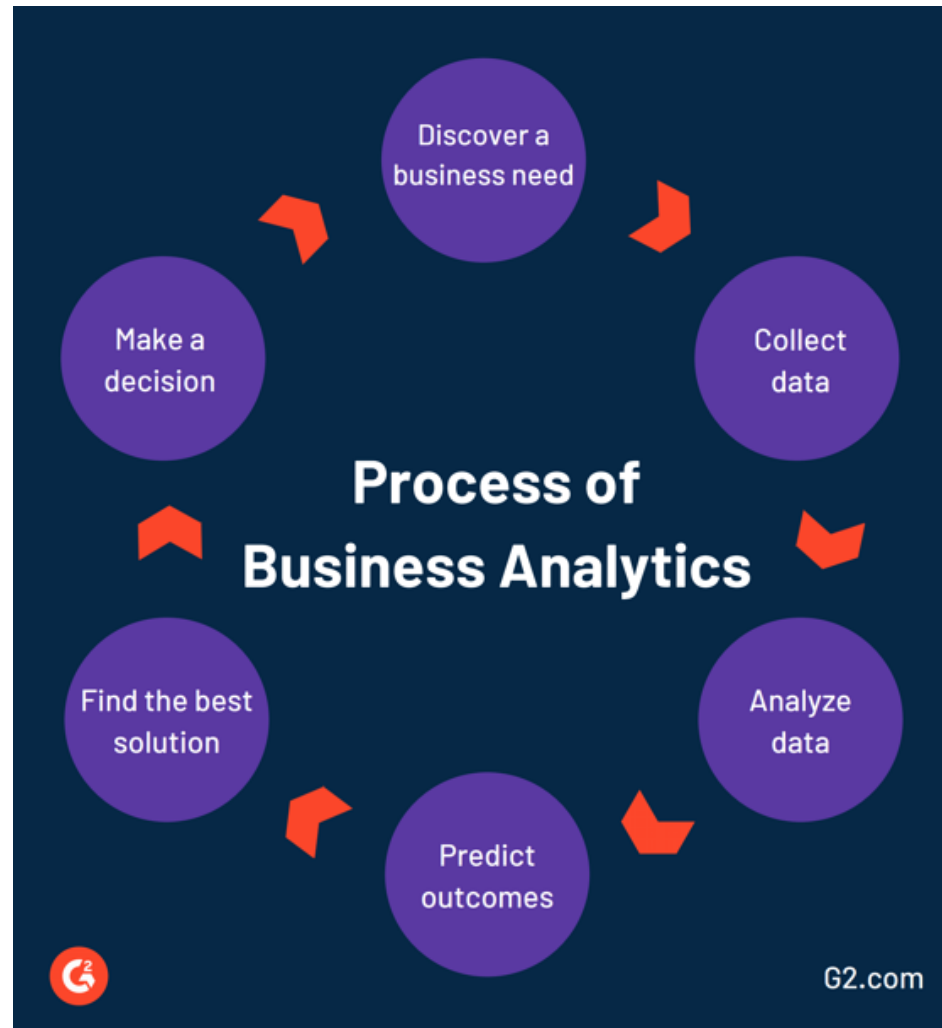 Discover a
business need
Collect
data
Analyze
data
Predict
outcomes
Find the best
solution
Make a
decision
Process of
Business Analytics
G2
G2.com